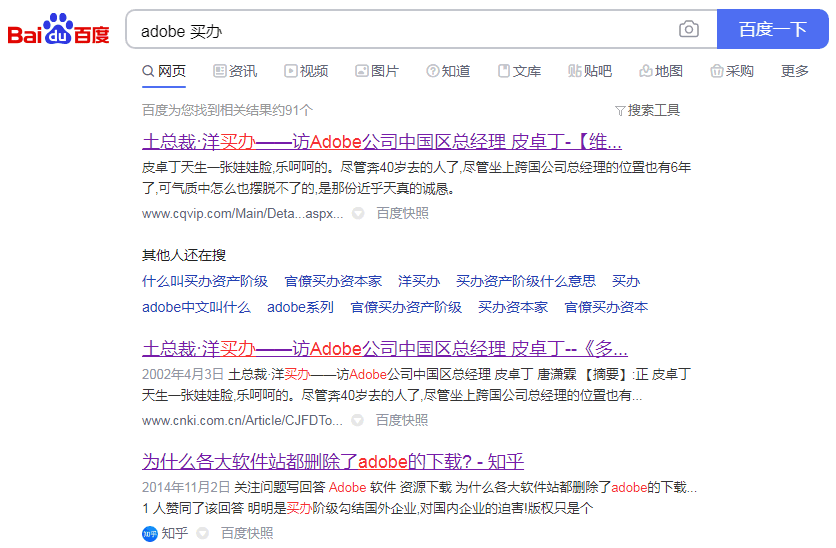 Bai du 百度
adobe 买办
百度一下
网页 资讯 视频 图片 知道 文库 贴吧 地图 采购 更多
百度为您找到相关结果约91个 搜索工具
土总裁·洋买办——访Adobe公司中国区总经理 皮卓丁-【维...
皮卓丁天生一张娃娃脸,乐呵呵的。尽管奔40岁去的人了,尽管坐上跨国公司总经理的位置也有6年
了,可气质中怎么也摆脱不了的,是那份近乎天真的诚恳。
www.cqvip.com/Main/Deta...aspx... 百度快照
其他人还在搜
什么叫买办资产阶级 官僚买办资本家 洋买办 买办资产阶级什么意思 买办
adobe中文叫什么 adobe系列 官僚买办资产阶级 买办资本家 官僚买办资本
土总裁·洋买办——访Adobe公司中国区总经理 皮卓丁--《多...
2002年4月3日 土总裁·洋买办——访Adobe公司中国区总经理 皮卓丁 唐潇霖 【摘要】:正 皮卓丁
天生一张娃娃脸,乐呵呵的。尽管奔40岁去的人了,尽管坐上跨国公司总经理的位置也有...
www.cnki.com.cn/Article/CJFDTo... 百度快照
为什么各大软件站都删除了adobe的下载? - 知乎
2014年11月2日 关注问题写回答 Adobe 软件 资源下载 为什么各大软件站都删除了adobe的下载...
1 人赞同了该回答 明明是买办阶级勾结国外企业,对国内企业的迫害!版权只是个
知乎 知乎 百度快照